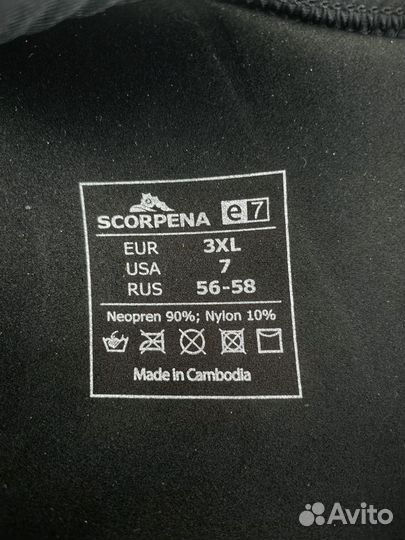 SCORPENA e7
EUR 3XL
USA 7
RUS 56-58
Neopren 90%; Nylon 10%
Made in Cambodia
Avito